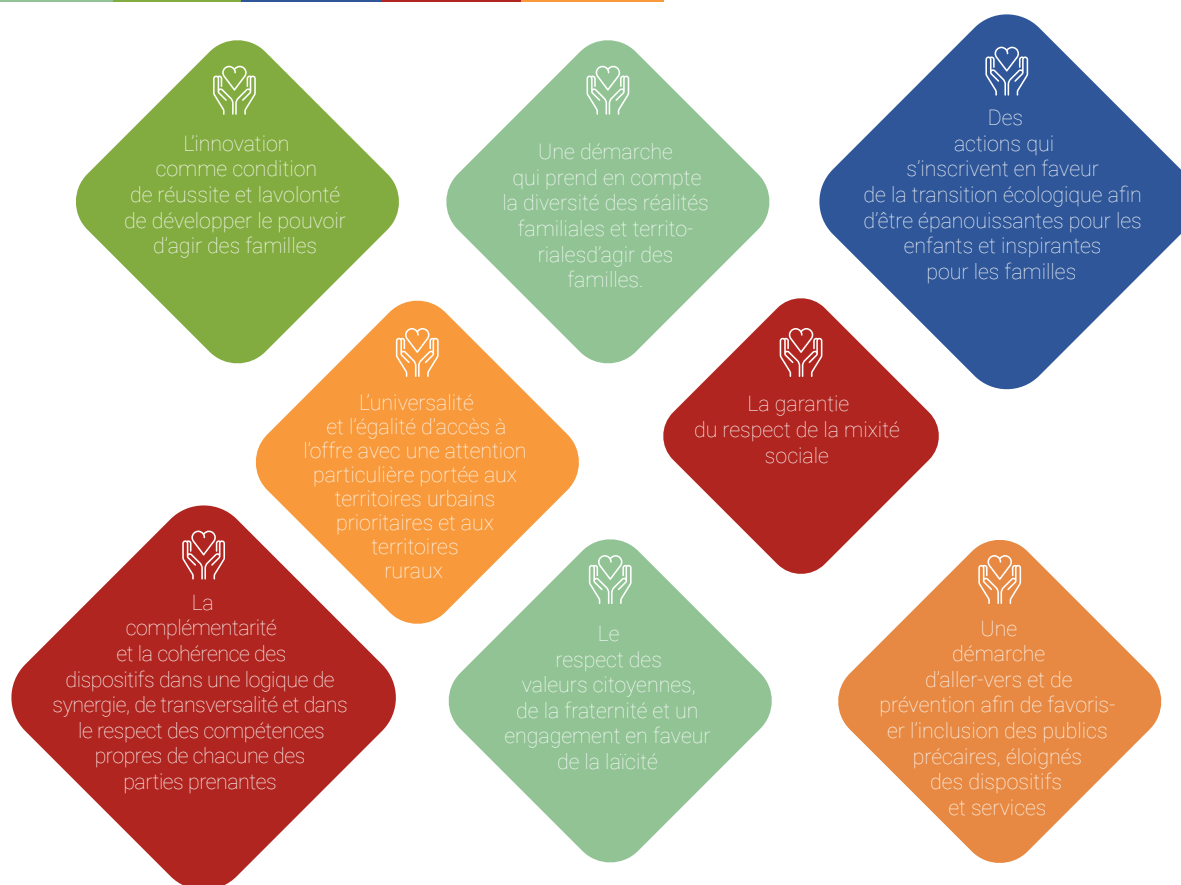 L'innovation
comme condition
de réussite et lavolonté
de développer le pouvoir
d'agir des familles
Une démarche
qui prend en compte
la diversité des réalités
familiales et territo-
rialesd'agir des
familles.
Des
actions qui
s'inscrivent en faveur
de la transition écologique afin
d'être épanouissantes pour les
enfants et inspirantes
pour les familles
L'universalité
et l'égalité d'accès à
l'offre avec une attention
particulière portée aux
territoires urbains
prioritaires et aux
territoires
ruraux
La garantie
du respect de la mixité
sociale
La
complémentarité
et la cohérence des
dispositifs dans une logique de
synergie, de transversalité et dans
le respect des compétences
propres de chacune des
parties prenantes
Le
respect des
valeurs citoyennes,
de la fraternité et un
engagement en faveur
de la laïcité
Une
démarche
d'aller-vers et de
prévention afin de favoris-
er l'inclusion des publics
précaires, éloignés
des dispositifs
et services